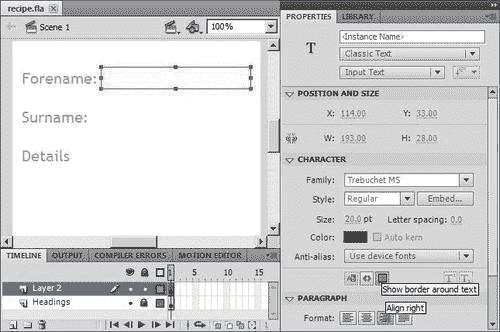 recipe.fla
Scene 1
100%
Forename:
Surname:
Details
TIMELINE OUTPUT COMPILER ERRORS MOTION EDITOR
1 5 10 15
Layer 2
Headings
PROPERTIES LIBRARY
T
<Instance Name>
Classic Text
Input Text
POSITION AND SIZE
X: 114.00 Y: 33.00
W: 193.00 H: 28.00
CHARACTER
Family: Trebuchet MS
Style: Regular Embed...
Size: 20.0 pt Letter spacing: 0.0
Color: Auto kern
Anti-alias: Use device fonts
Show border around text
PARAGRAPH
Align right
Format: